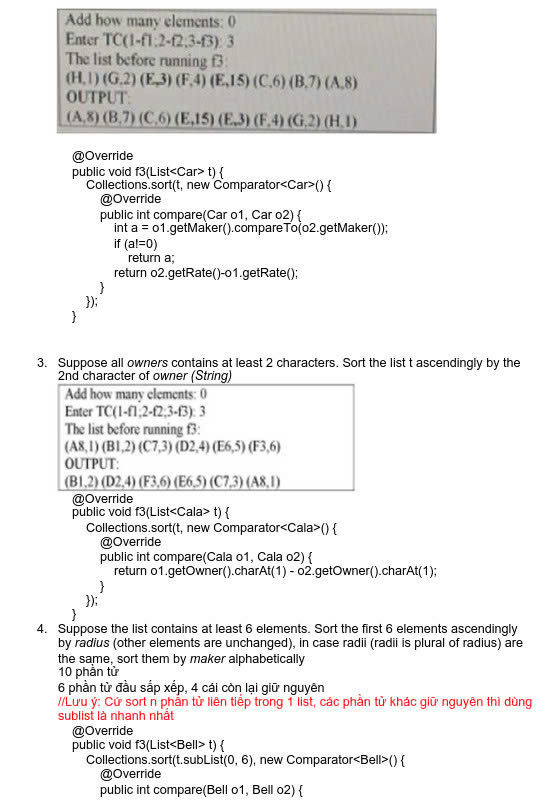 Add how many elements: 0
Enter TC(1-f1;2-f2;3-f3): 3
The list before running f3:
(H,1) (G,2) (E,3) (F,4) (E,15) (C,6) (B,7) (A,8)
OUTPUT:
(A,8) (B,7) (C,6) (E,15) (E,3) (F,4) (G,2) (H,1)
@Override
public void f3(List<Car> t) {
Collections.sort(t, new Comparator<Car>() {
@Override
public int compare(Car o1, Car o2) {
int a = o1.getMaker().compareTo(o2.getMaker());
if (a!=0)
return a;
return o2.getRate()-o1.getRate();
}
});
}
3. Suppose all owners contains at least 2 characters. Sort the list t ascendingly by the
2nd character of owner (String)
Add how many elements: 0
Enter TC(1-f1;2-f2;3-f3): 3
The list before running f3:
(A8,1) (B1,2) (C7,3) (D2,4) (E6,5) (F3,6)
OUTPUT:
(B1,2) (D2,4) (F3,6) (E6,5) (C7,3) (A8,1)
@Override
public void f3(List<Cala> t) {
Collections.sort(t, new Comparator<Cala>() {
@Override
public int compare(Cala o1, Cala o2) {
return o1.getOwner().charAt(1) - o2.getOwner().charAt(1);
}
});
}
4. Suppose the list contains at least 6 elements. Sort the first 6 elements ascendingly
by radius (other elements are unchanged), in case radii (radii is plural of radius) are
the same, sort them by maker alphabetically
10 phần tử
6 phần tử đầu sắp xếp, 4 cái còn lại giữ nguyên
//Lưu ý: Cứ sort n phần tử liên tiếp trong 1 list, các phần tử khác giữ nguyên thì dùng
sublist là nhanh nhất
@Override
public void f3(List<Bell> t) {
Collections.sort(t.subList(0, 6), new Comparator<Bell>() {
@Override
public int compare(Bell o1, Bell o2) {